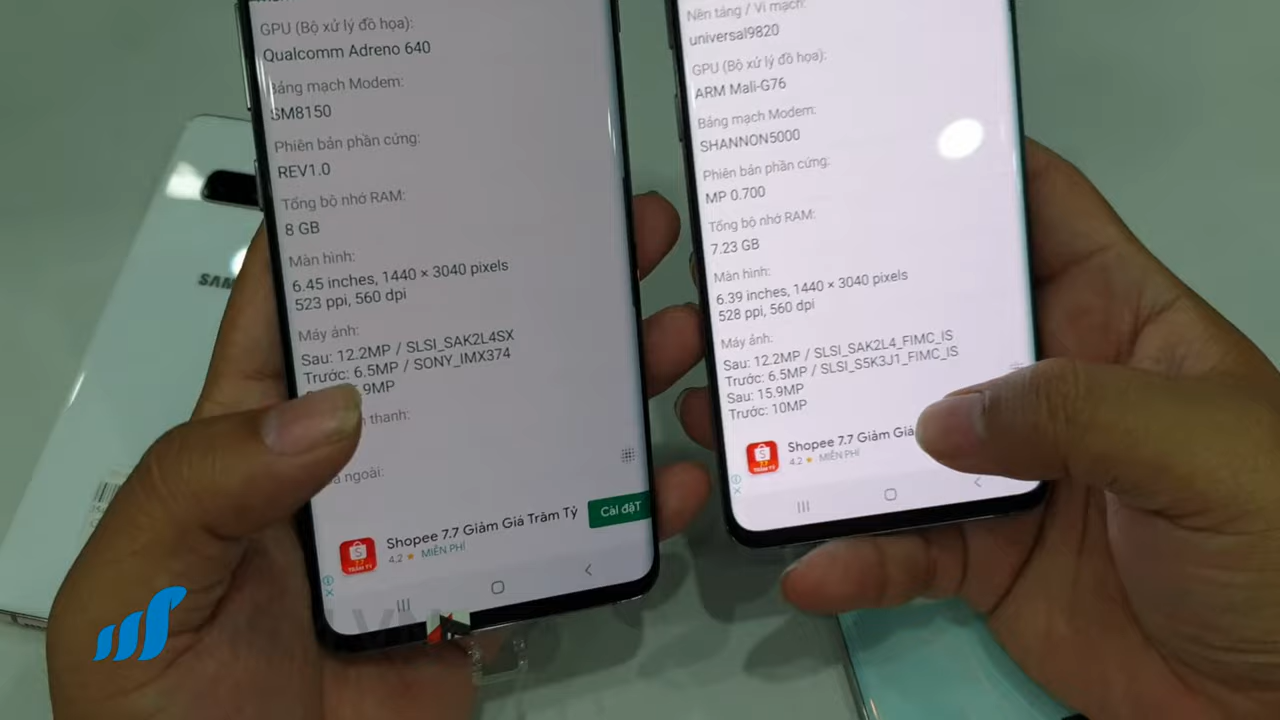 GPU (Bộ xử lý đồ họa):
Qualcomm Adreno 640
Bảng mạch Modem:
SM8150
Phiên bản phần cứng:
REV1.0
Tổng bộ nhớ RAM:
8 GB
Màn hình:
6.45 inches, 1440 × 3040 pixels
523 ppi, 560 dpi
Máy ảnh:
Sau: 12.2MP / SLSI_SAK2L4SX
Trước: 6.5MP / SONY_IMX374
.9MP
thanh:
ngoài:
Shopee 7.7 Giảm Giá Trăm Tỷ
4.2 ★ MIỄN PHÍ
Cài đặT
Nền tảng / Vi mạch:
universal9820
GPU (Bộ xử lý đồ họa):
ARM Mali-G76
Bảng mạch Modem:
SHANNON5000
Phiên bản phần cứng:
MP 0.700
Tổng bộ nhớ RAM:
7.23 GB
Màn hình:
6.39 inches, 1440 × 3040 pixels
528 ppi, 560 dpi
Máy ảnh:
Sau: 12.2MP / SLSI_SAK2L4_FIMC_IS
Trước: 6.5MP / SLSI_S5K3J1_FIMC_IS
Sau: 15.9MP
Trước: 10MP
Shopee 7.7 Giảm Giá
4.2 ★ MIỄN PHÍ
SAM